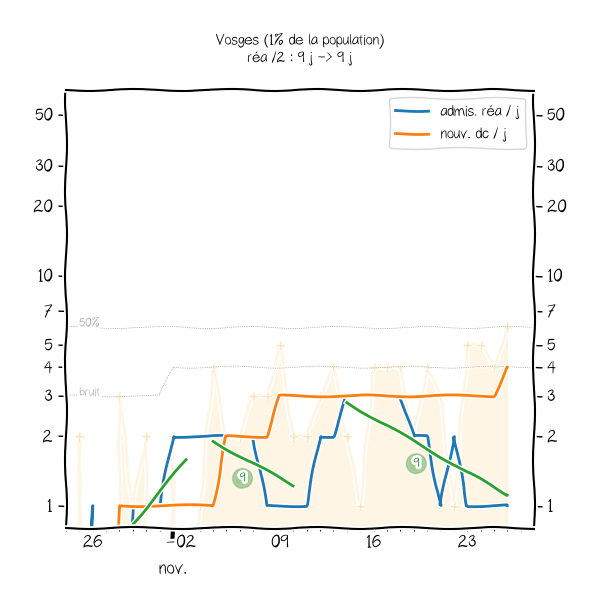 Vosges (1% de la population)
réa /2 : 9 j -> 9 j
admis. réa / j
nouv. dc / j
50 50
30 30
20 20
10 10
7 7
50%
5 5
4 4
bruit
3 3
2 2
9
9
1 1
26 02 09 16 23
nov.